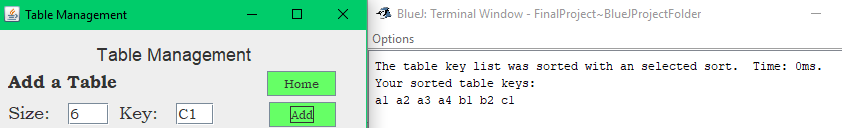 Table Management
Table Management
Add a Table
Home
Size: 6 Key: C1 Add
BlueJ: Terminal Window - FinalProject~BlueJProjectFolder
Options
The table key list was sorted with an selected sort.  Time: 0ms.
Your sorted table keys:
a1 a2 a3 a4 b1 b2 c1